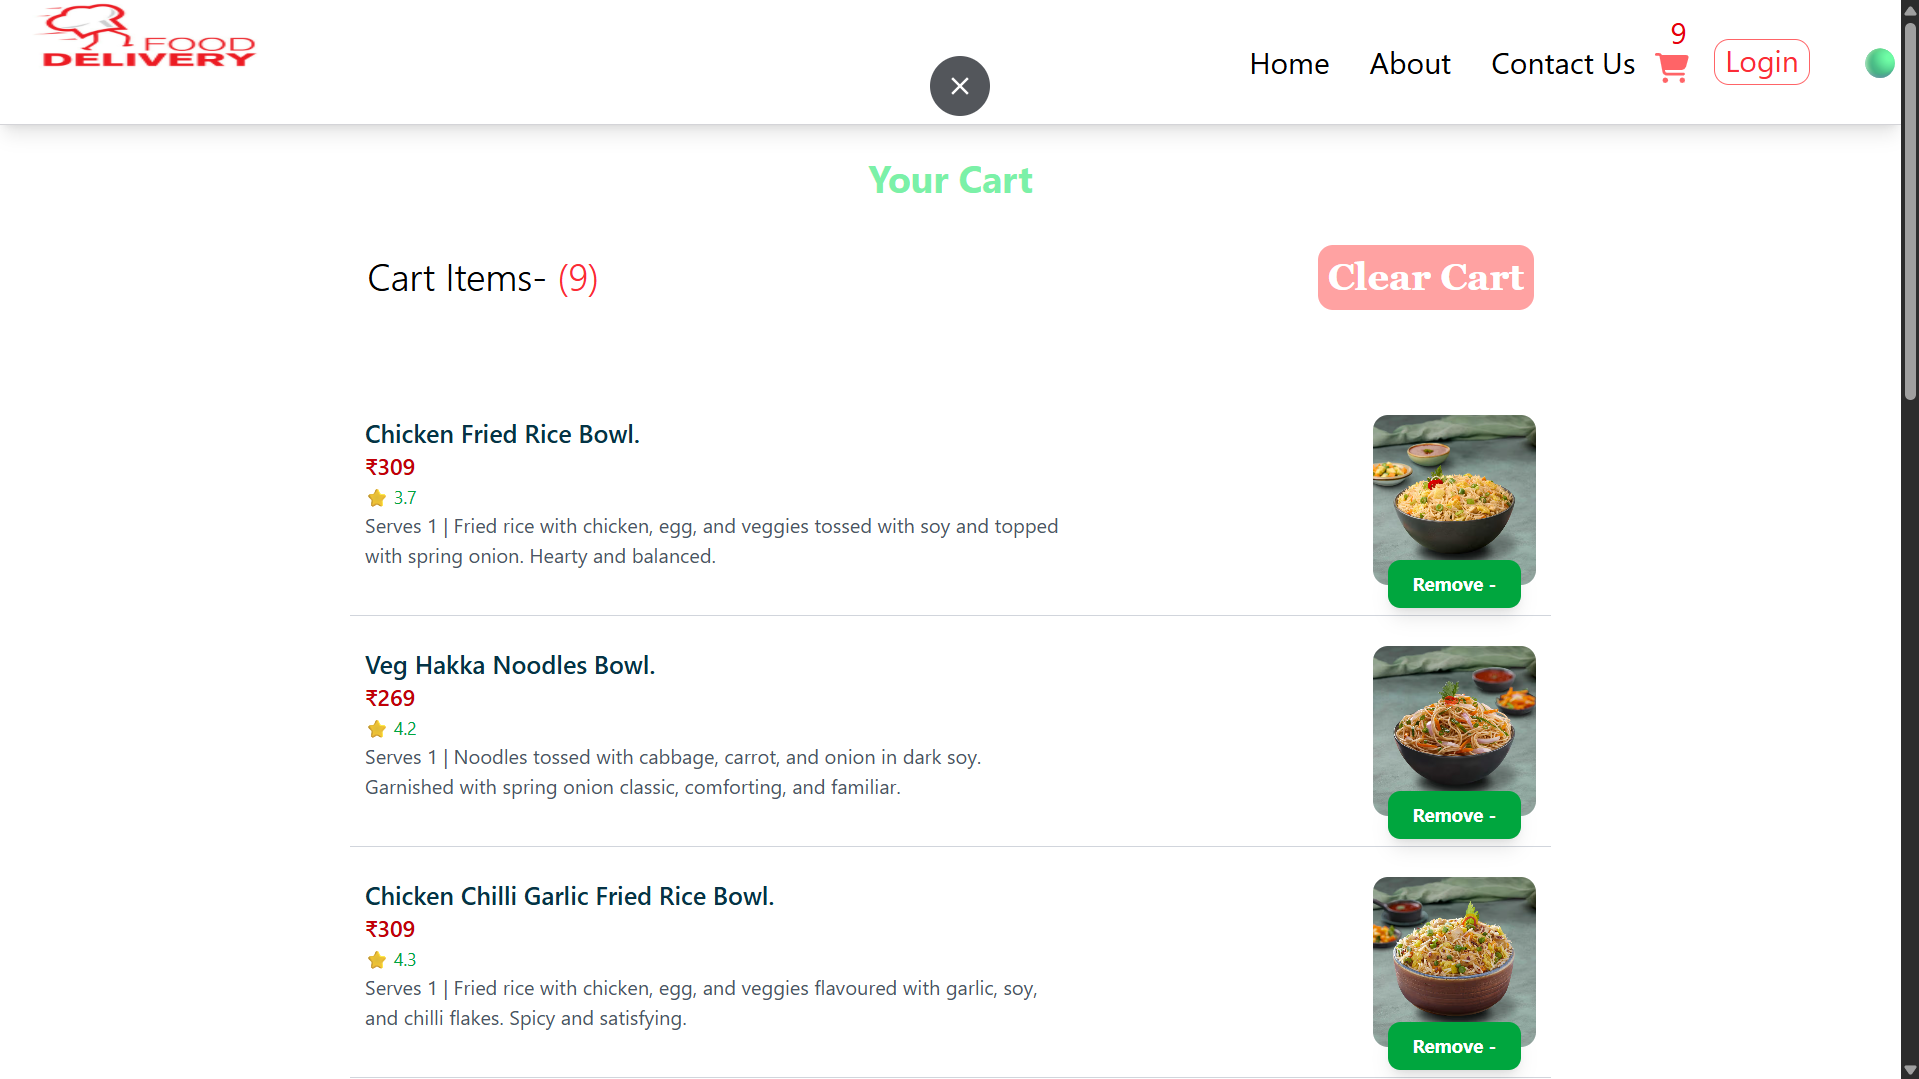 FOOD
DELIVERY
Home
About
Contact Us
9
Login
Your Cart
Cart Items- (9)
Clear Cart
Chicken Fried Rice Bowl.
₹309
3.7
Serves 1 | Fried rice with chicken, egg, and veggies tossed with soy and topped
with spring onion. Hearty and balanced.
Remove -
Veg Hakka Noodles Bowl.
₹269
4.2
Serves 1 | Noodles tossed with cabbage, carrot, and onion in dark soy.
Garnished with spring onion classic, comforting, and familiar.
Remove -
Chicken Chilli Garlic Fried Rice Bowl.
₹309
4.3
Serves 1 | Fried rice with chicken, egg, and veggies flavoured with garlic, soy,
and chilli flakes. Spicy and satisfying.
Remove -